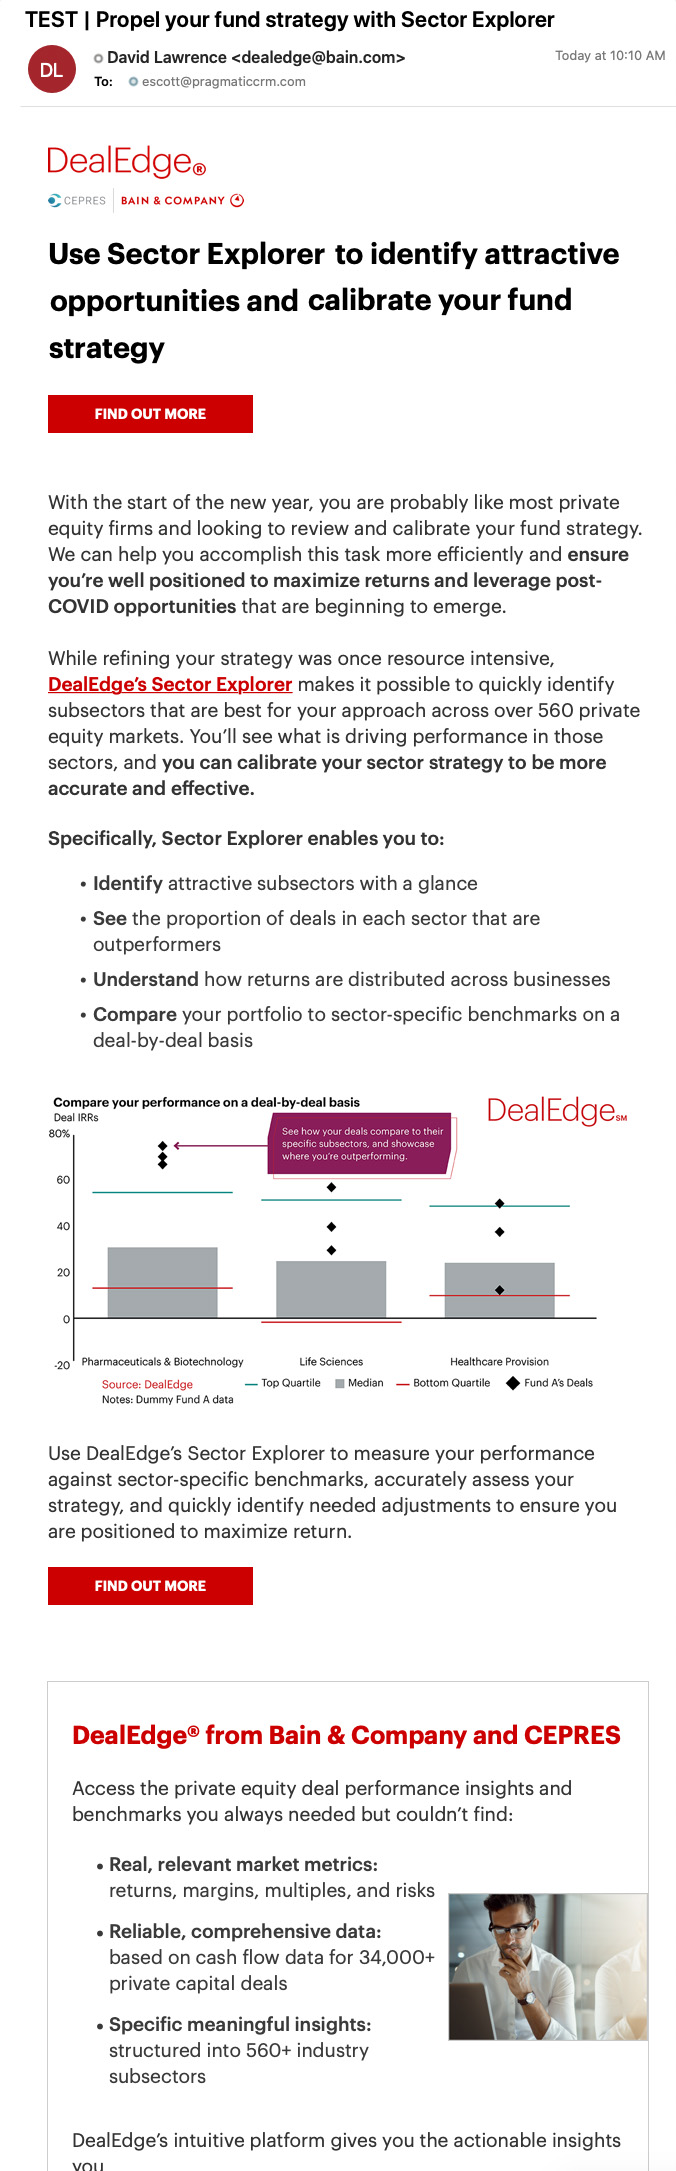 TEST | Propel your fund strategy with Sector Explorer
DL
David Lawrence <dealedge@bain.com>
Today at 10:10 AM
To: escott@pragmaticcrm.com
DealEdge®
CEPRES | BAIN & COMPANY
Use Sector Explorer to identify attractive
opportunities and calibrate your fund
strategy
FIND OUT MORE
With the start of the new year, you are probably like most private
equity firms and looking to review and calibrate your fund strategy.
We can help you accomplish this task more efficiently and ensure
you’re well positioned to maximize returns and leverage post-
COVID opportunities that are beginning to emerge.
While refining your strategy was once resource intensive,
DealEdge’s Sector Explorer makes it possible to quickly identify
subsectors that are best for your approach across over 560 private
equity markets. You’ll see what is driving performance in those
sectors, and you can calibrate your sector strategy to be more
accurate and effective.
Specifically, Sector Explorer enables you to:
• Identify attractive subsectors with a glance
• See the proportion of deals in each sector that are
outperformers
• Understand how returns are distributed across businesses
• Compare your portfolio to sector-specific benchmarks on a
deal-by-deal basis
Compare your performance on a deal-by-deal basis
Deal IRRs
DealEdge℠
80%
See how your deals compare to their
specific subsectors, and showcase
where you’re outperforming.
60
40
20
0
-20
Pharmaceuticals & Biotechnology
Life Sciences
Healthcare Provision
Source: DealEdge
Top Quartile
Median
Bottom Quartile
Fund A’s Deals
Notes: Dummy Fund A data
Use DealEdge’s Sector Explorer to measure your performance
against sector-specific benchmarks, accurately assess your
strategy, and quickly identify needed adjustments to ensure you
are positioned to maximize return.
FIND OUT MORE
DealEdge® from Bain & Company and CEPRES
Access the private equity deal performance insights and
benchmarks you always needed but couldn’t find:
• Real, relevant market metrics:
returns, margins, multiples, and risks
• Reliable, comprehensive data:
based on cash flow data for 34,000+
private capital deals
• Specific meaningful insights:
structured into 560+ industry
subsectors
DealEdge’s intuitive platform gives you the actionable insights
you